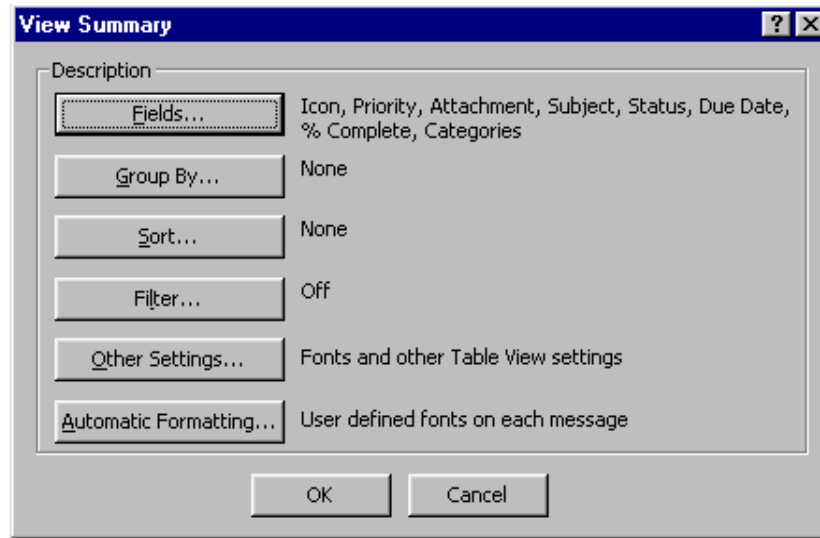 View Summary
Description
Fields...
Icon, Priority, Attachment, Subject, Status, Due Date,
% Complete, Categories
Group By...
None
Sort...
None
Filter...
Off
Other Settings...
Fonts and other Table View settings
Automatic Formatting...
User defined fonts on each message
OK
Cancel